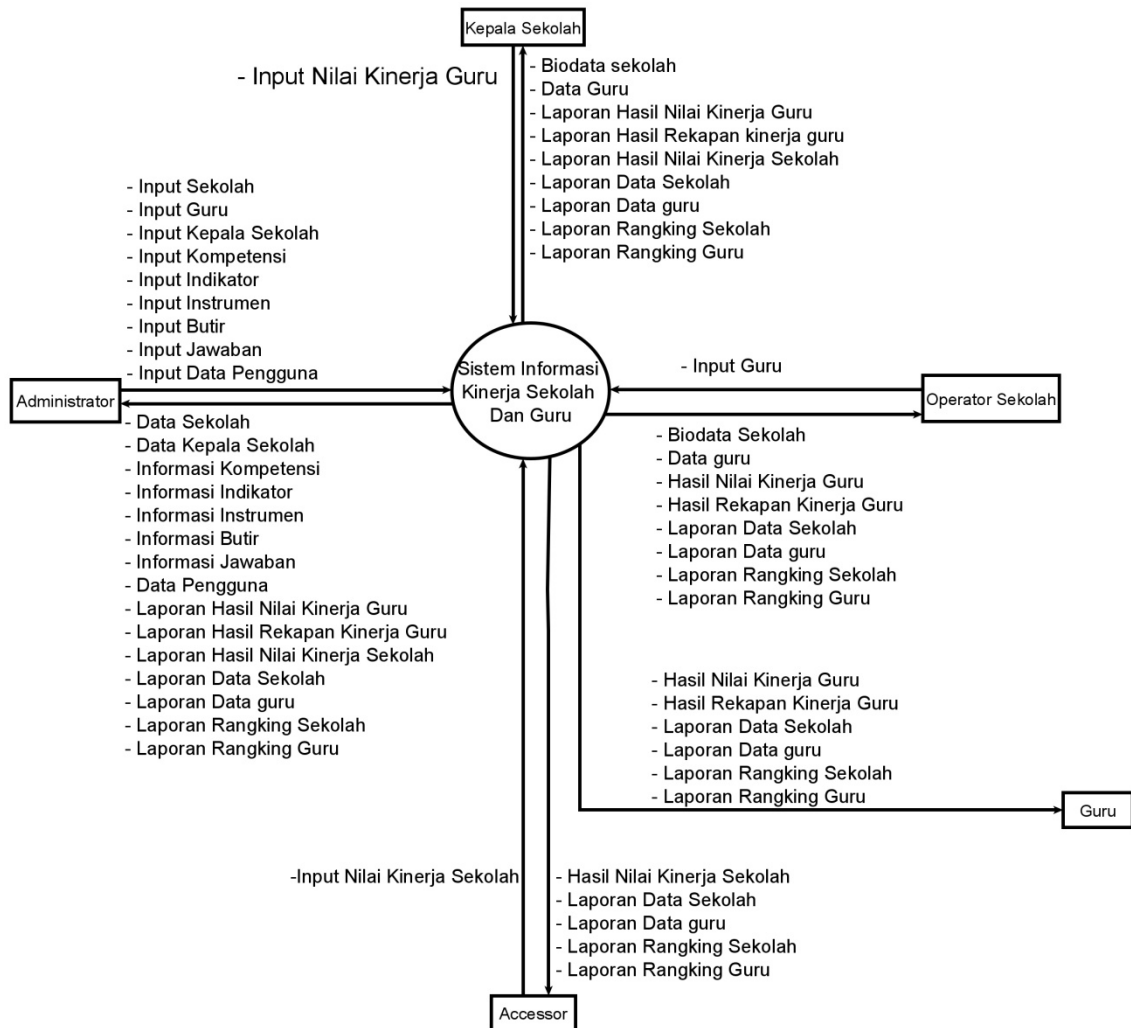 Kepala Sekolah
- Input Nilai Kinerja Guru
- Biodata sekolah
- Data Guru
- Laporan Hasil Nilai Kinerja Guru
- Laporan Hasil Rekapan kinerja guru
- Laporan Hasil Nilai Kinerja Sekolah
- Laporan Data Sekolah
- Laporan Data guru
- Laporan Rangking Sekolah
- Laporan Rangking Guru
- Input Sekolah
- Input Guru
- Input Kepala Sekolah
- Input Kompetensi
- Input Indikator
- Input Instrumen
- Input Butir
- Input Jawaban
- Input Data Pengguna
Administrator
Sistem Informasi
Kinerja Sekolah
Dan Guru
- Input Guru
Operator Sekolah
- Data Sekolah
- Data Kepala Sekolah
- Informasi Kompetensi
- Informasi Indikator
- Informasi Instrumen
- Informasi Butir
- Informasi Jawaban
- Data Pengguna
- Laporan Hasil Nilai Kinerja Guru
- Laporan Hasil Rekapan Kinerja Guru
- Laporan Hasil Nilai Kinerja Sekolah
- Laporan Data Sekolah
- Laporan Data guru
- Laporan Rangking Sekolah
- Laporan Rangking Guru
- Biodata Sekolah
- Data guru
- Hasil Nilai Kinerja Guru
- Hasil Rekapan Kinerja Guru
- Laporan Data Sekolah
- Laporan Data guru
- Laporan Rangking Sekolah
- Laporan Rangking Guru
- Hasil Nilai Kinerja Guru
- Hasil Rekapan Kinerja Guru
- Laporan Data Sekolah
- Laporan Data guru
- Laporan Rangking Sekolah
- Laporan Rangking Guru
Guru
-Input Nilai Kinerja Sekolah
- Hasil Nilai Kinerja Sekolah
- Laporan Data Sekolah
- Laporan Data guru
- Laporan Rangking Sekolah
- Laporan Rangking Guru
Accessor